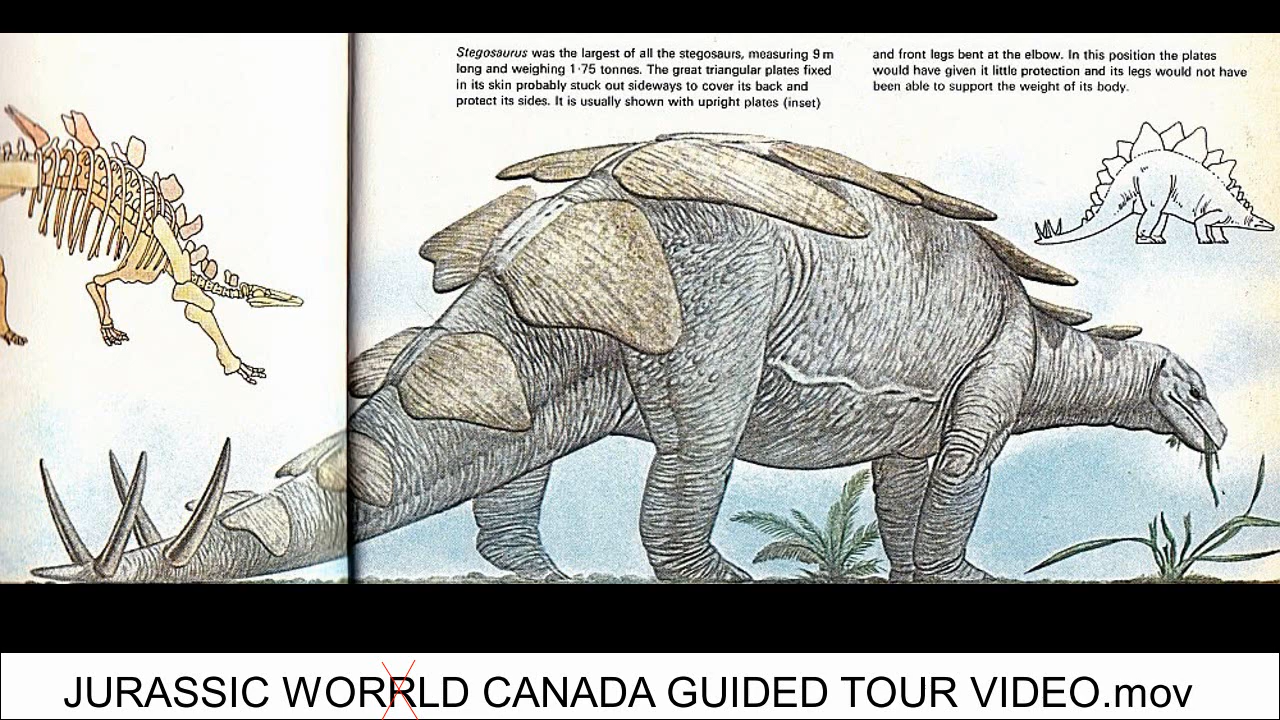 Stegosaurus was the largest of all the stegosaurs, measuring 9 m
long and weighing 1·75 tonnes. The great triangular plates fixed
in its skin probably stuck out sideways to cover its back and
protect its sides. It is usually shown with upright plates (inset)
and front legs bent at the elbow. In this position the plates
would have given it little protection and its legs would not have
been able to support the weight of its body.
JURASSIC WORRLD CANADA GUIDED TOUR VIDEO.mov